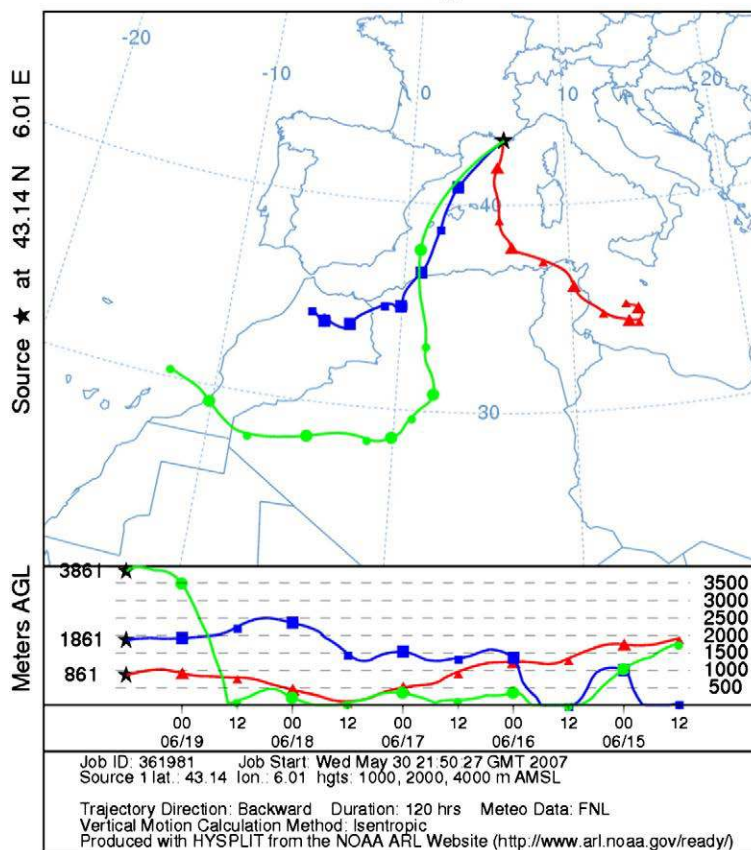 -20
-10
0
10
20
40
30
Source ★ at 43.14 N 6.01 E
Meters AGL
3861
1861
861
3500
3000
2500
2000
1500
1000
500
00 12 00 12 00 12 00 12 00 12
06/19 06/18 06/17 06/16 06/15
Job ID: 361981 Job Start: Wed May 30 21:50:27 GMT 2007
Source 1 lat.: 43.14 lon.: 6.01 hgts: 1000, 2000, 4000 m AMSL
Trajectory Direction: Backward Duration: 120 hrs Meteo Data: FNL
Vertical Motion Calculation Method: Isentropic
Produced with HYSPLIT from the NOAA ARL Website (http://www.arl.noaa.gov/ready/)